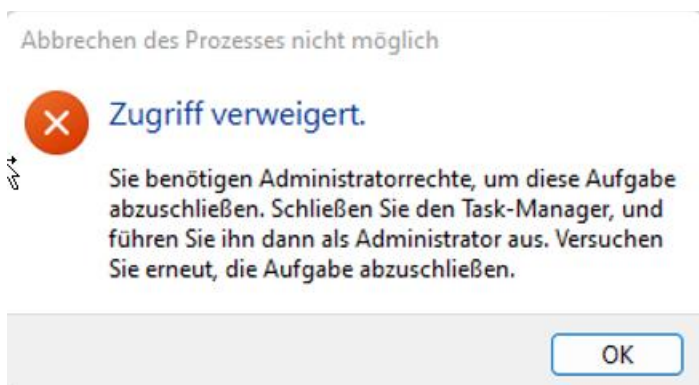 Abbrechen des Prozesses nicht möglich
Zugriff verweigert.
Sie benötigen Administratorrechte, um diese Aufgabe
abzuschließen. Schließen Sie den Task-Manager, und
führen Sie ihn dann als Administrator aus. Versuchen
Sie erneut, die Aufgabe abzuschließen.
OK